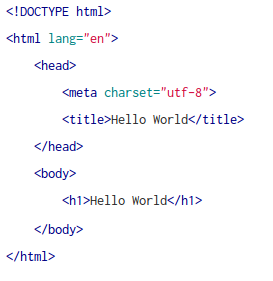 <!DOCTYPE html>
<html lang="en">
    <head>
        <meta charset="utf-8">
        <title>Hello World</title>
    </head>
    <body>
        <h1>Hello World</h1>
    </body>
</html>